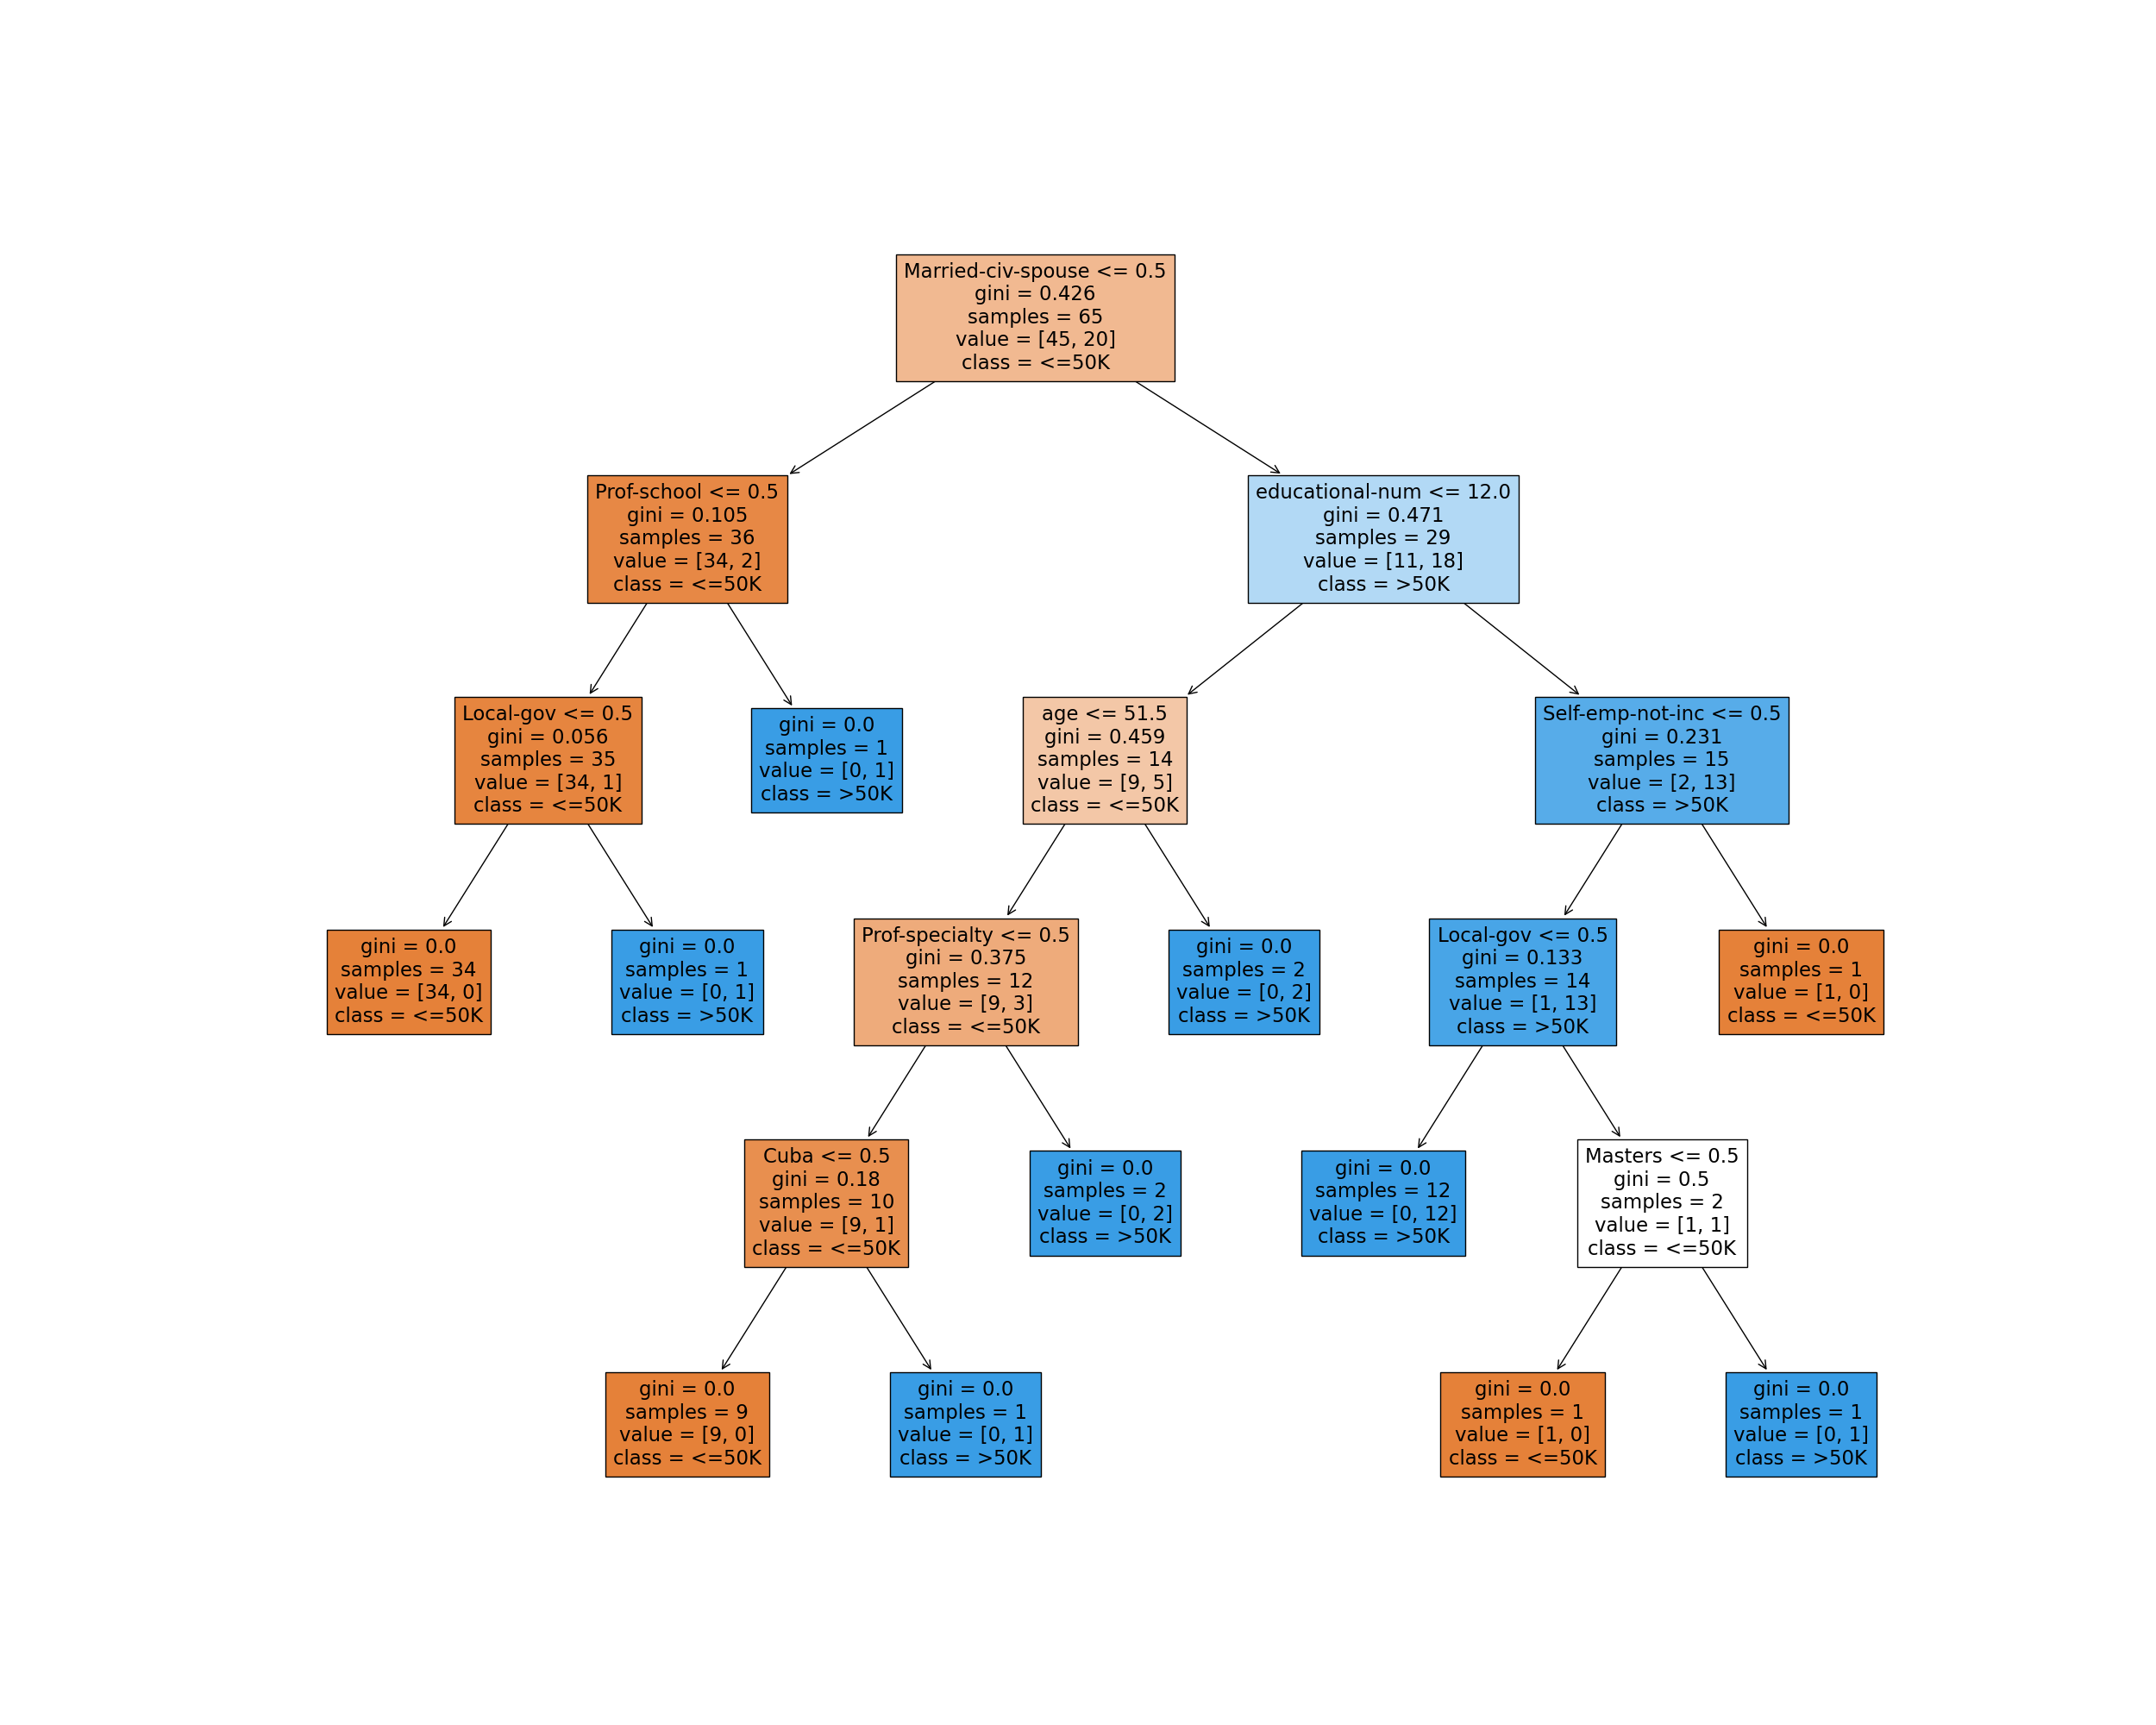 Married-civ-spouse <= 0.5
gini = 0.426
samples = 65
value = [45, 20]
class = <=50K
Prof-school <= 0.5
gini = 0.105
samples = 36
value = [34, 2]
class = <=50K
educational-num <= 12.0
gini = 0.471
samples = 29
value = [11, 18]
class = >50K
Local-gov <= 0.5
gini = 0.056
samples = 35
value = [34, 1]
class = <=50K
gini = 0.0
samples = 1
value = [0, 1]
class = >50K
age <= 51.5
gini = 0.459
samples = 14
value = [9, 5]
class = <=50K
Self-emp-not-inc <= 0.5
gini = 0.231
samples = 15
value = [2, 13]
class = >50K
gini = 0.0
samples = 34
value = [34, 0]
class = <=50K
gini = 0.0
samples = 1
value = [0, 1]
class = >50K
Prof-specialty <= 0.5
gini = 0.375
samples = 12
value = [9, 3]
class = <=50K
gini = 0.0
samples = 2
value = [0, 2]
class = >50K
Local-gov <= 0.5
gini = 0.133
samples = 14
value = [1, 13]
class = >50K
gini = 0.0
samples = 1
value = [1, 0]
class = <=50K
Cuba <= 0.5
gini = 0.18
samples = 10
value = [9, 1]
class = <=50K
gini = 0.0
samples = 2
value = [0, 2]
class = >50K
gini = 0.0
samples = 12
value = [0, 12]
class = >50K
Masters <= 0.5
gini = 0.5
samples = 2
value = [1, 1]
class = <=50K
gini = 0.0
samples = 9
value = [9, 0]
class = <=50K
gini = 0.0
samples = 1
value = [0, 1]
class = >50K
gini = 0.0
samples = 1
value = [1, 0]
class = <=50K
gini = 0.0
samples = 1
value = [0, 1]
class = >50K